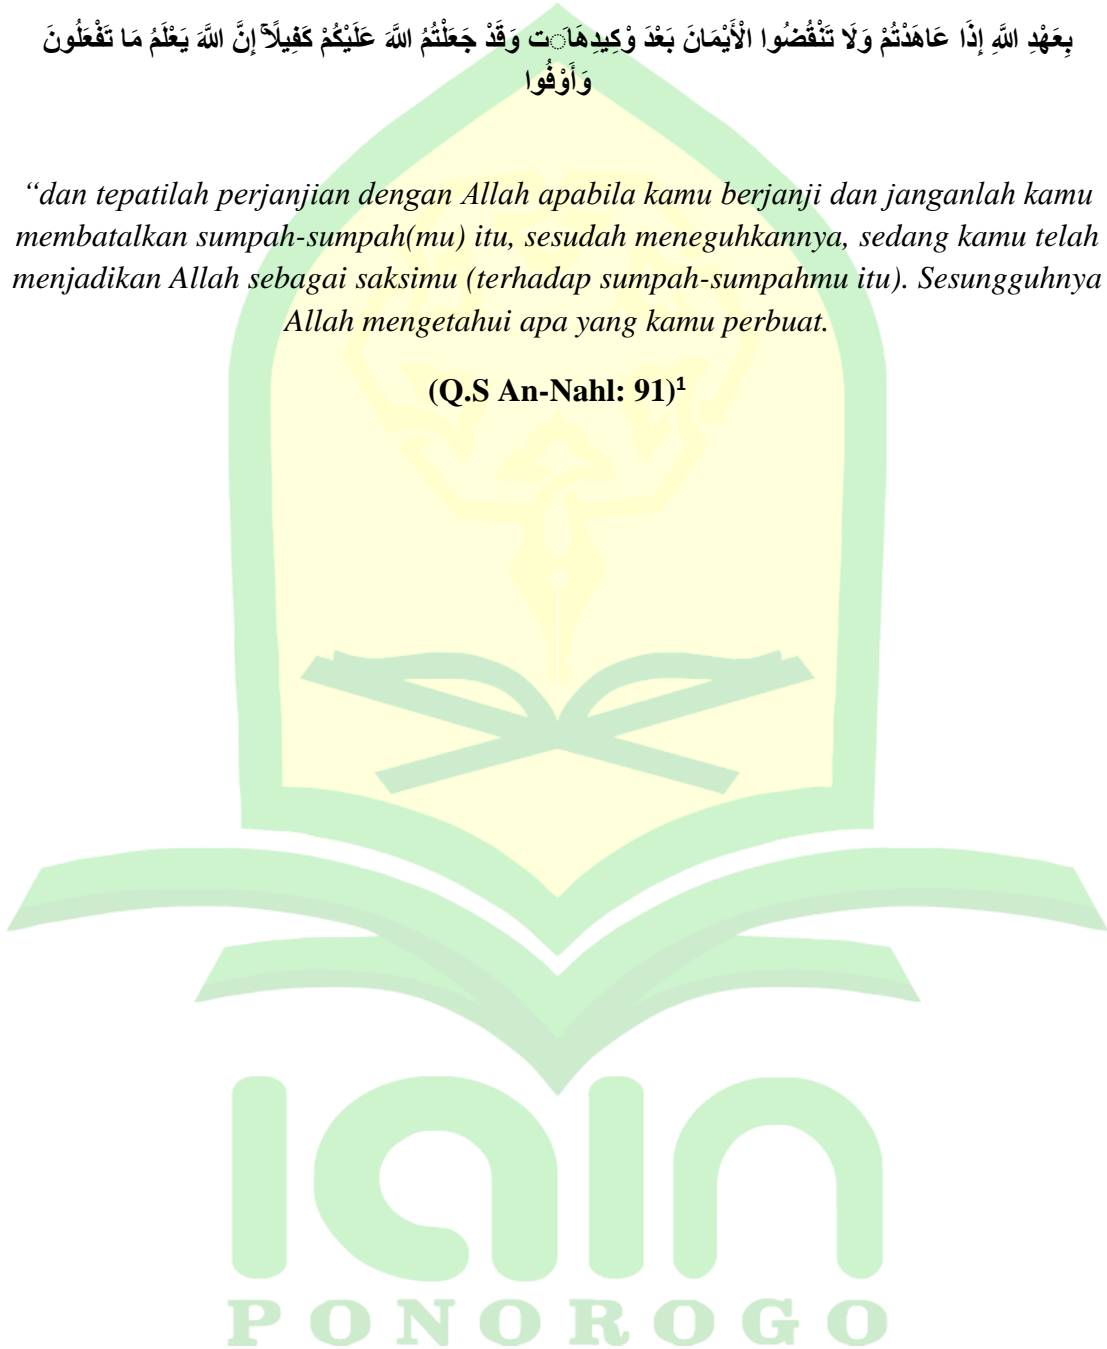 بِعَهْدِ اللَّهِ إِذَا عَاهَدْتُمْ وَلَا تَنْقُضُوا الْأَيْمَانَ بَعْدَ وْكِيدِهَاَت وَقَدْ جَعَلْتُمُ اللَّهَ عَلَيْكُمْ كَفِيلًاۚ إِنَّ اللَّهَ يَعْلَمُ مَا تَفْعَلُونَ
وَأَوْفُوا
“dan tepatilah perjanjian dengan Allah apabila kamu berjanji dan janganlah kamu
membatalkan sumpah-sumpah(mu) itu, sesudah meneguhkannya, sedang kamu telah
menjadikan Allah sebagai saksimu (terhadap sumpah-sumpahmu itu). Sesungguhnya
Allah mengetahui apa yang kamu perbuat.
(Q.S An-Nahl: 91)¹
IAIN
PONOROGO